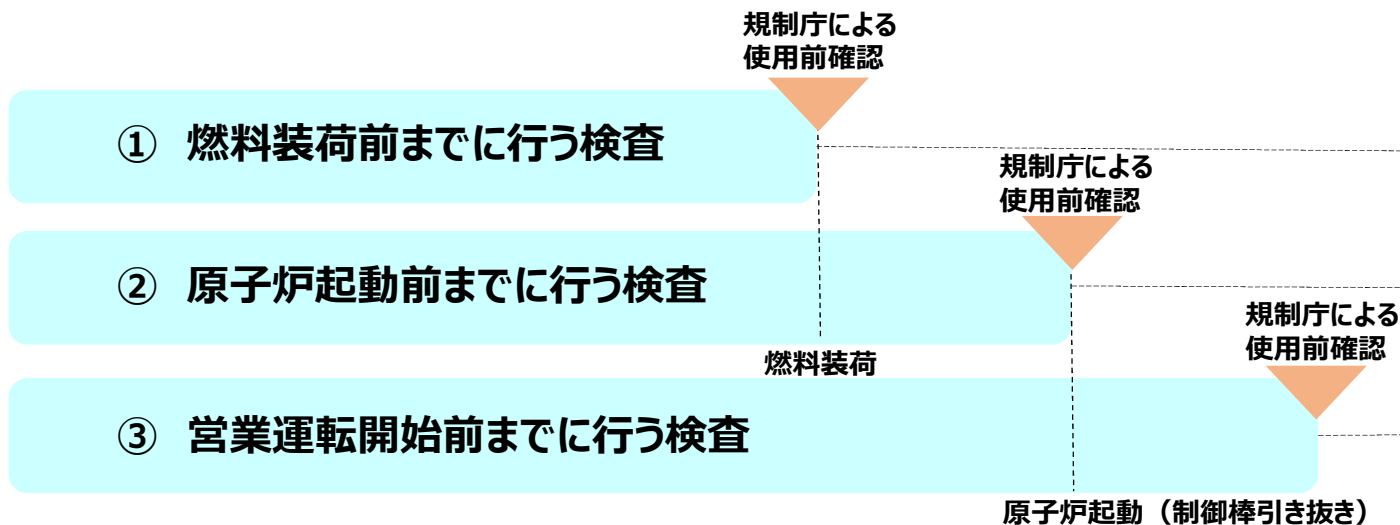 規制庁による
使用前確認
① 燃料装荷前までに行う検査
規制庁による
使用前確認
② 原子炉起動前までに行う検査
規制庁による
使用前確認
燃料装荷
③ 営業運転開始前までに行う検査
原子炉起動（制御棒引き抜き）